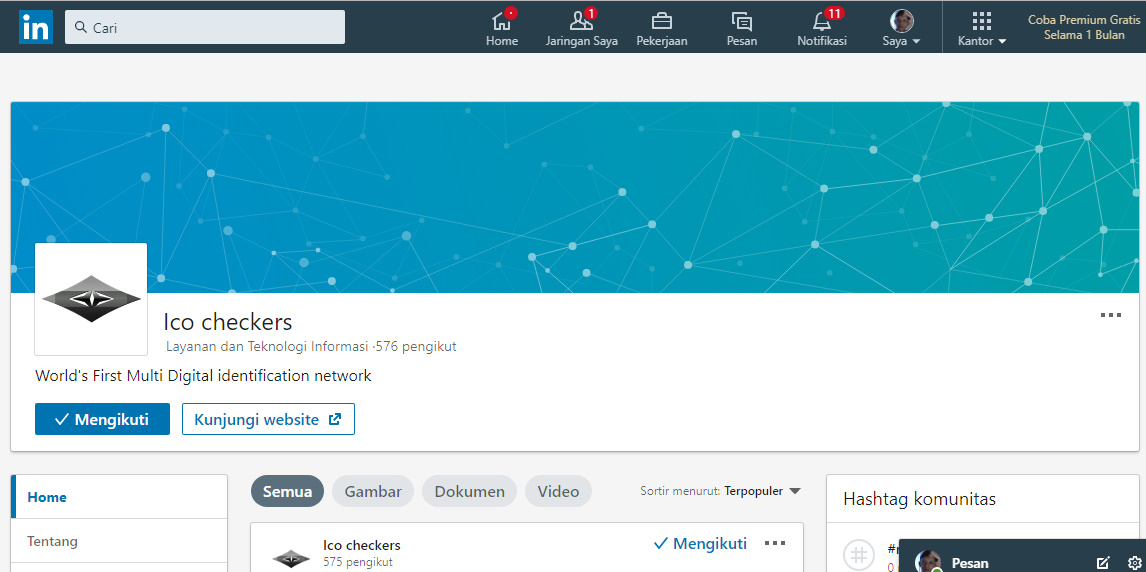 in
Cari
Home
1
Jaringan Saya
Pekerjaan
Pesan
11
Notifikasi
Saya
Kantor
Coba Premium Gratis
Selama 1 Bulan
Ico checkers
Layanan dan Teknologi Informasi ·576 pengikut
World's First Multi Digital identification network
Mengikuti
Kunjungi website
Home
Tentang
Semua
Gambar
Dokumen
Video
Sortir menurut: Terpopuler
Ico checkers
575 pengikut
Mengikuti
Hashtag komunitas
Pesan